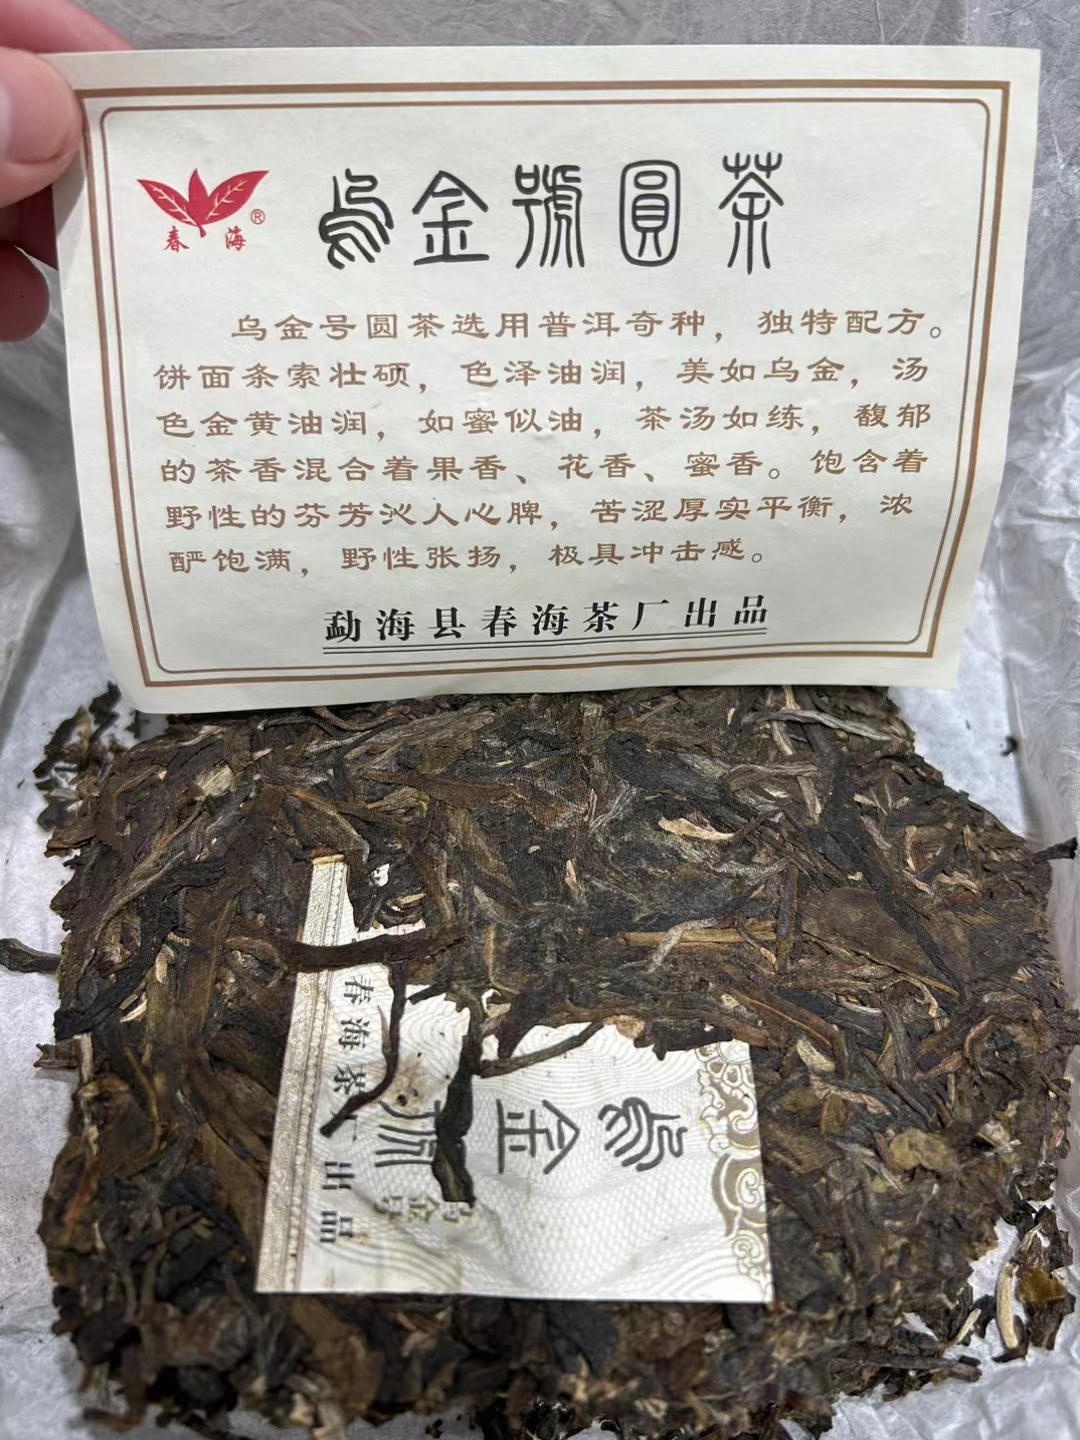 烏金號圓茶
春海®
乌金号圆茶选用普洱奇种，独特配方。
饼面条索壮硕，色泽油润，美如乌金，汤
色金黄油润，如蜜似油，茶汤如练，馥郁
的茶香混合着果香、花香、蜜香。饱含着
野性的芬芳沁人心脾，苦涩厚实平衡，浓
酽饱满，野性张扬，极具冲击感。
勐海县春海茶厂出品
烏金
乌金号
春海茶厂出品